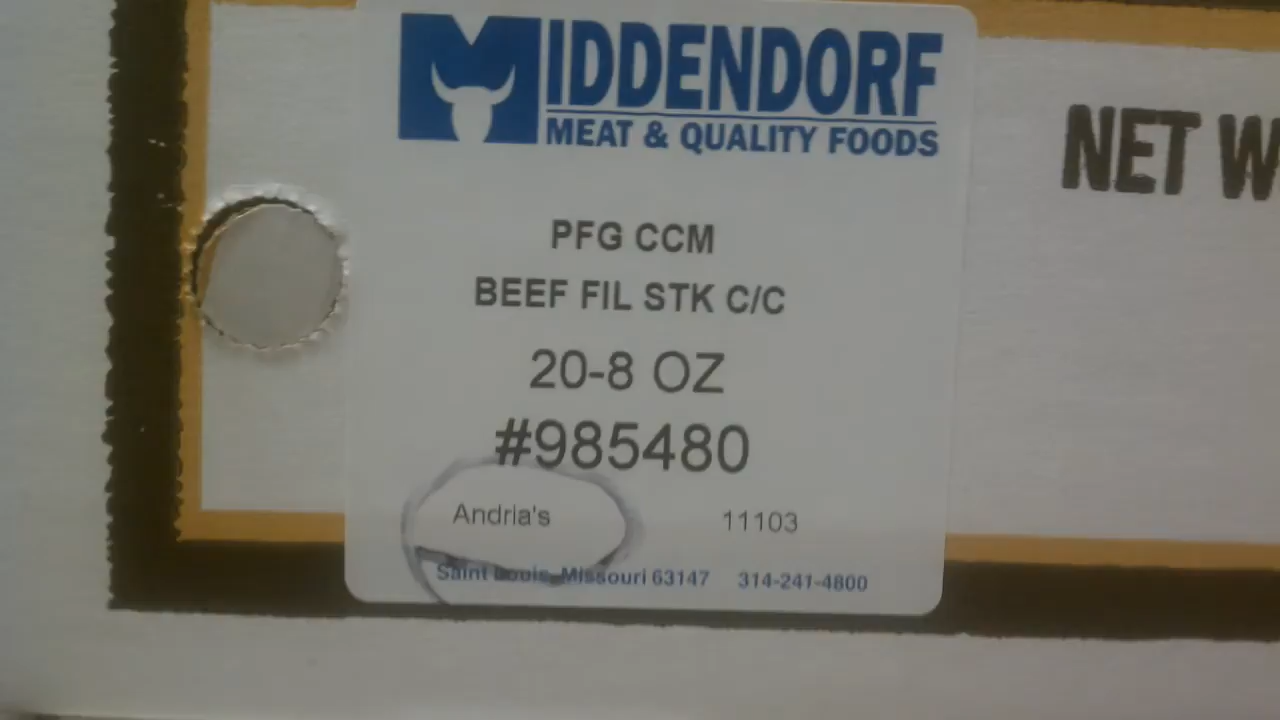 MIDDENDORF
MEAT & QUALITY FOODS
NET W
PFG CCM
BEEF FIL STK C/C
20-8 OZ
#985480
Andria's 11103
Saint Louis, Missouri 63147 314-241-4800